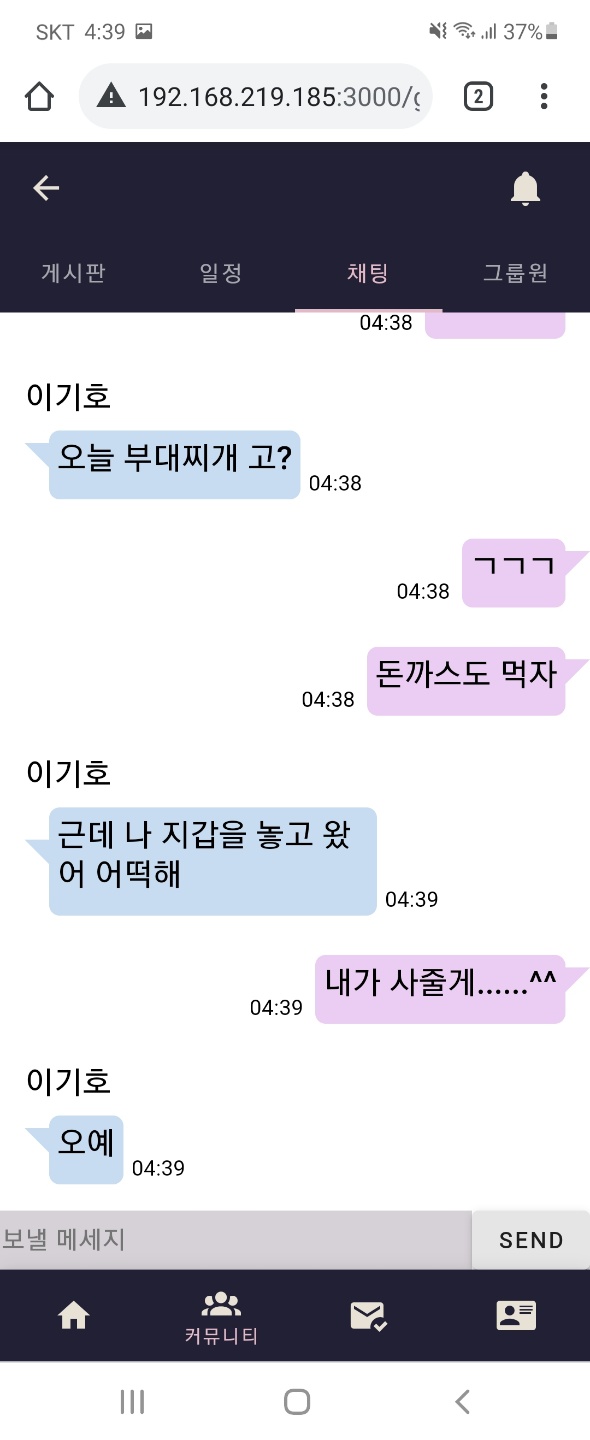 SKT 4:39 37%
192.168.219.185:3000/g 2
게시판 일정 채팅 그룹원
04:38
이기호
오늘 부대찌개 고?
04:38
ㄱㄱㄱ
04:38
돈까스도 먹자
04:38
이기호
근데 나 지갑을 놓고 왔
어 어떡해
04:39
내가 사줄게......^^
04:39
이기호
오예
04:39
보낼 메세지 SEND
커뮤니티